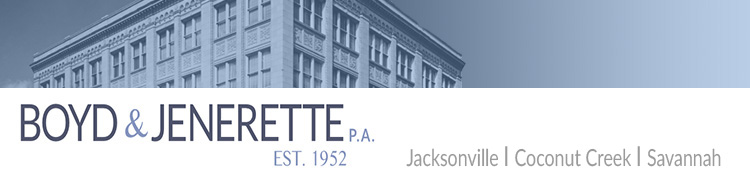 BOYD & JENERETTE P.A.
EST. 1952
Jacksonville | Coconut Creek | Savannah